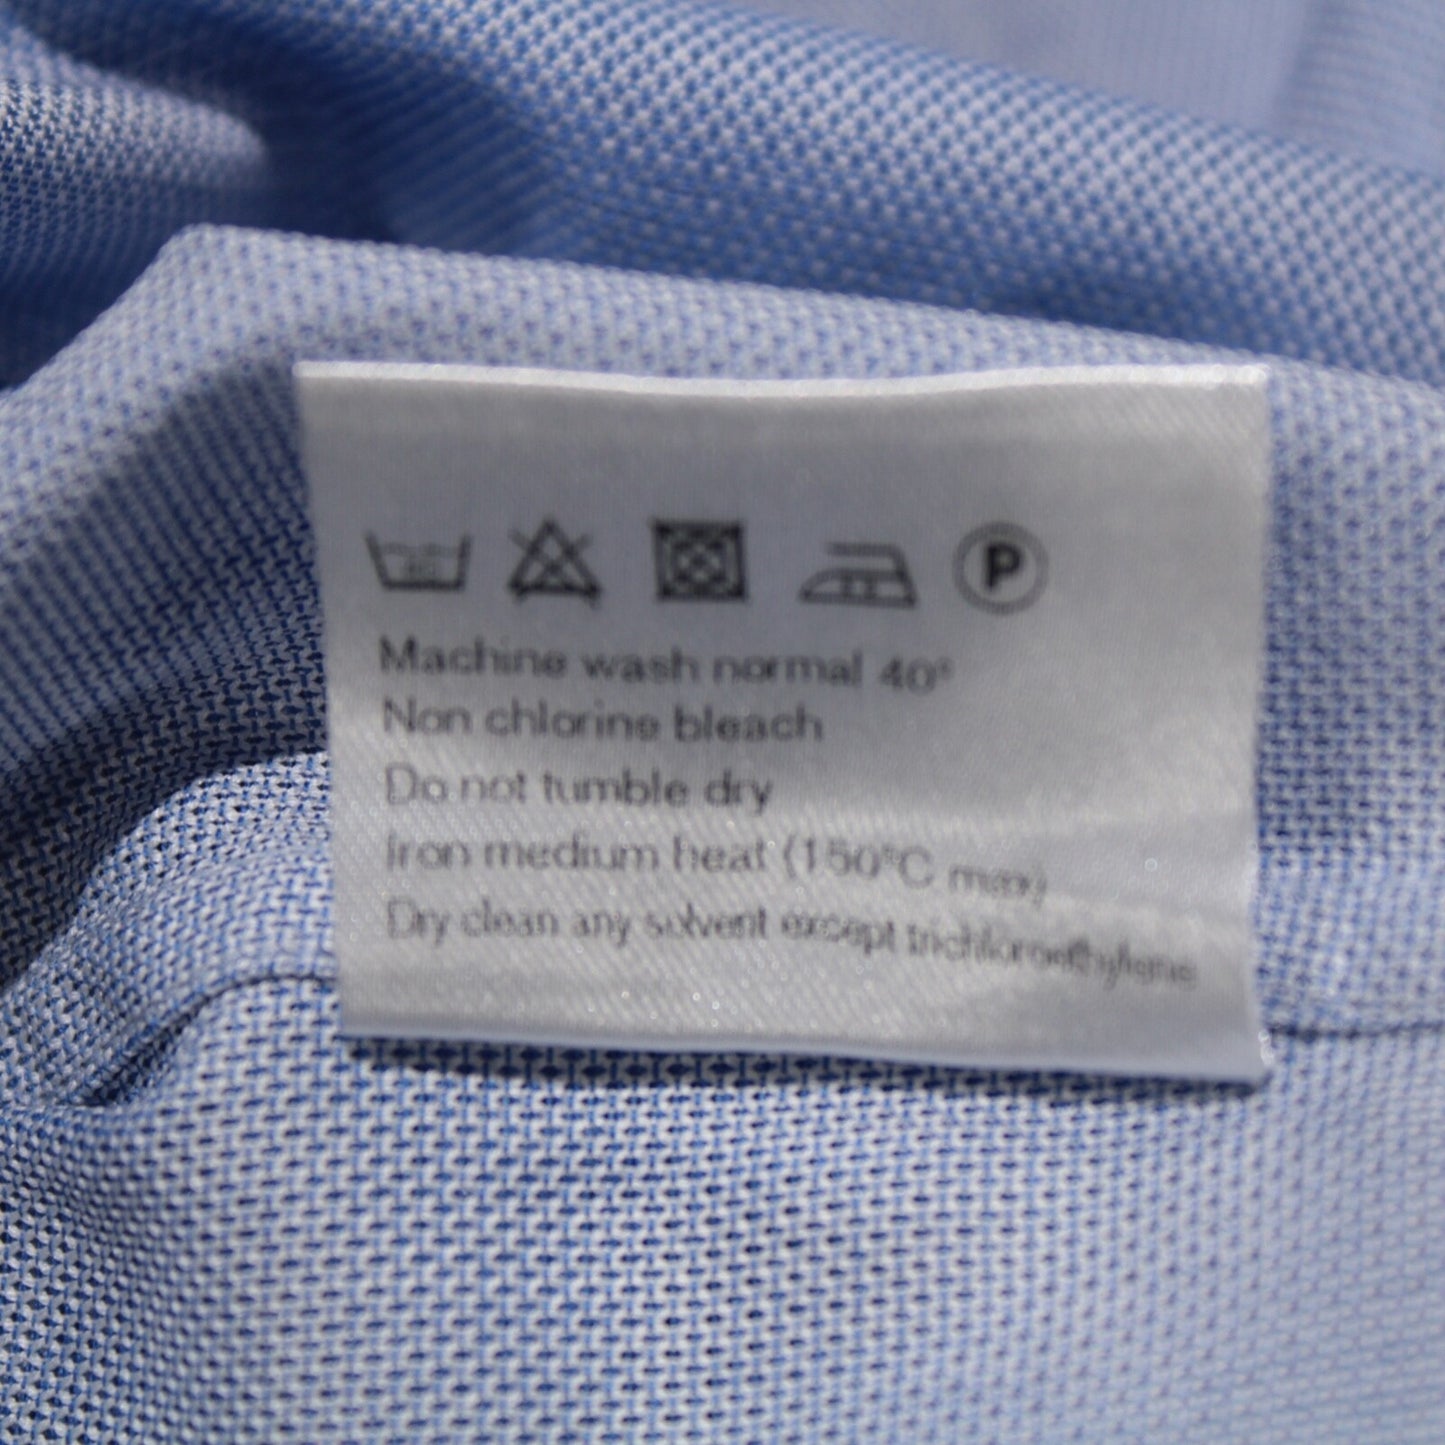 40
P
Machine wash normal 40°
Non chlorine bleach
Do not tumble dry
Iron medium heat (150°C max)
Dry clean any solvent except trichloroethylene